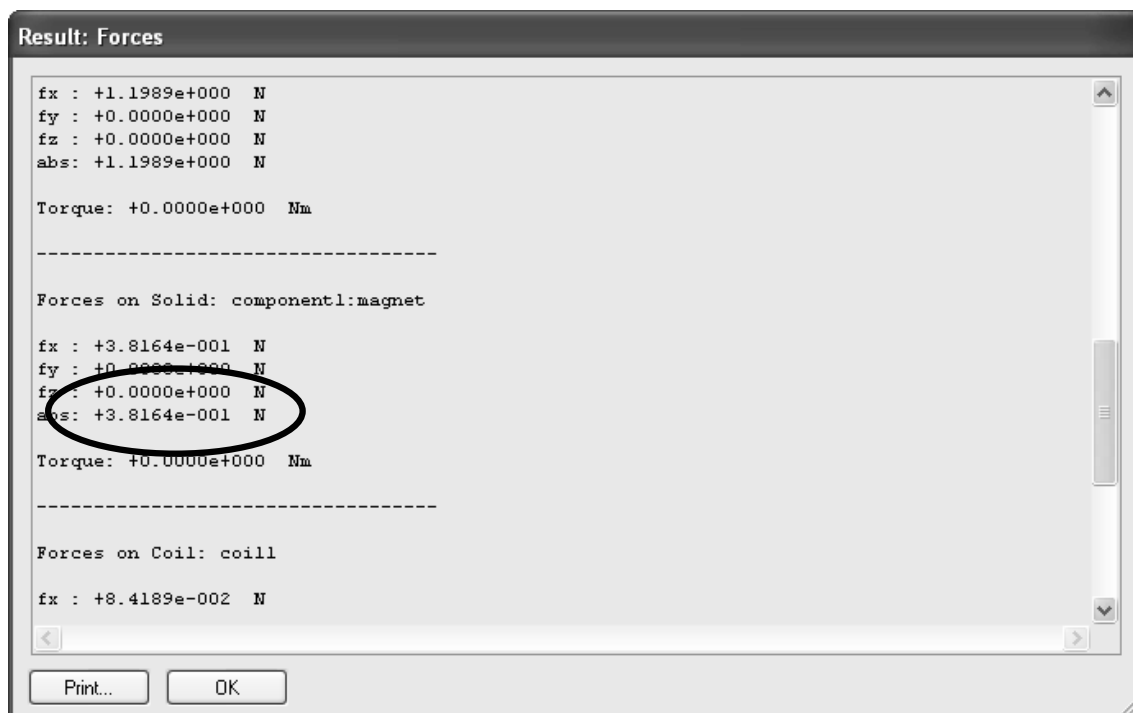 Result: Forces
fx : +1.1989e+000 N
fy : +0.0000e+000 N
fz : +0.0000e+000 N
abs: +1.1989e+000 N
Torque: +0.0000e+000 Nm
-----------------------------------
Forces on Solid: component1:magnet
fx : +3.8164e-001 N
fy : +0.0000e+000 N
fz : +0.0000e+000 N
abs: +3.8164e-001 N
Torque: +0.0000e+000 Nm
-----------------------------------
Forces on Coil: coil1
fx : +8.4189e-002 N
Print...
OK